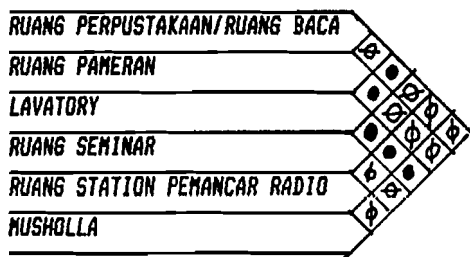 RUANG PERPUSTAKAAN/RUANG BACA
RUANG PAMERAN
LAVATORY
RUANG SEMINAR
RUANG STATION PEMANCAR RADIO
MUSHOLLA